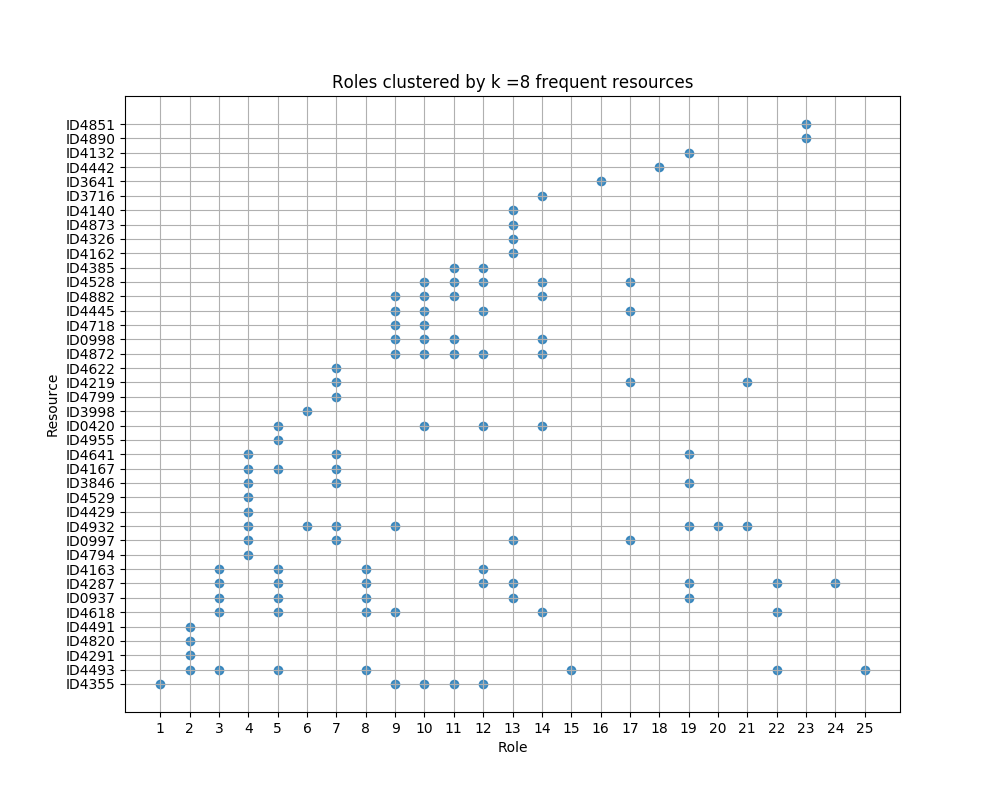 Roles clustered by k =8 frequent resources
ID4851
ID4890
ID4132
ID4442
ID3641
ID3716
ID4140
ID4873
ID4326
ID4162
ID4385
ID4528
ID4882
ID4445
ID4718
ID0998
ID4872
ID4622
ID4219
ID4799
ID3998
ID0420
ID4955
ID4641
ID4167
ID3846
ID4529
ID4429
ID4932
ID0997
ID4794
ID4163
ID4287
ID0937
ID4618
ID4491
ID4820
ID4291
ID4493
ID4355
Resource
1 2 3 4 5 6 7 8 9 10 11 12 13 14 15 16 17 18 19 20 21 22 23 24 25
Role